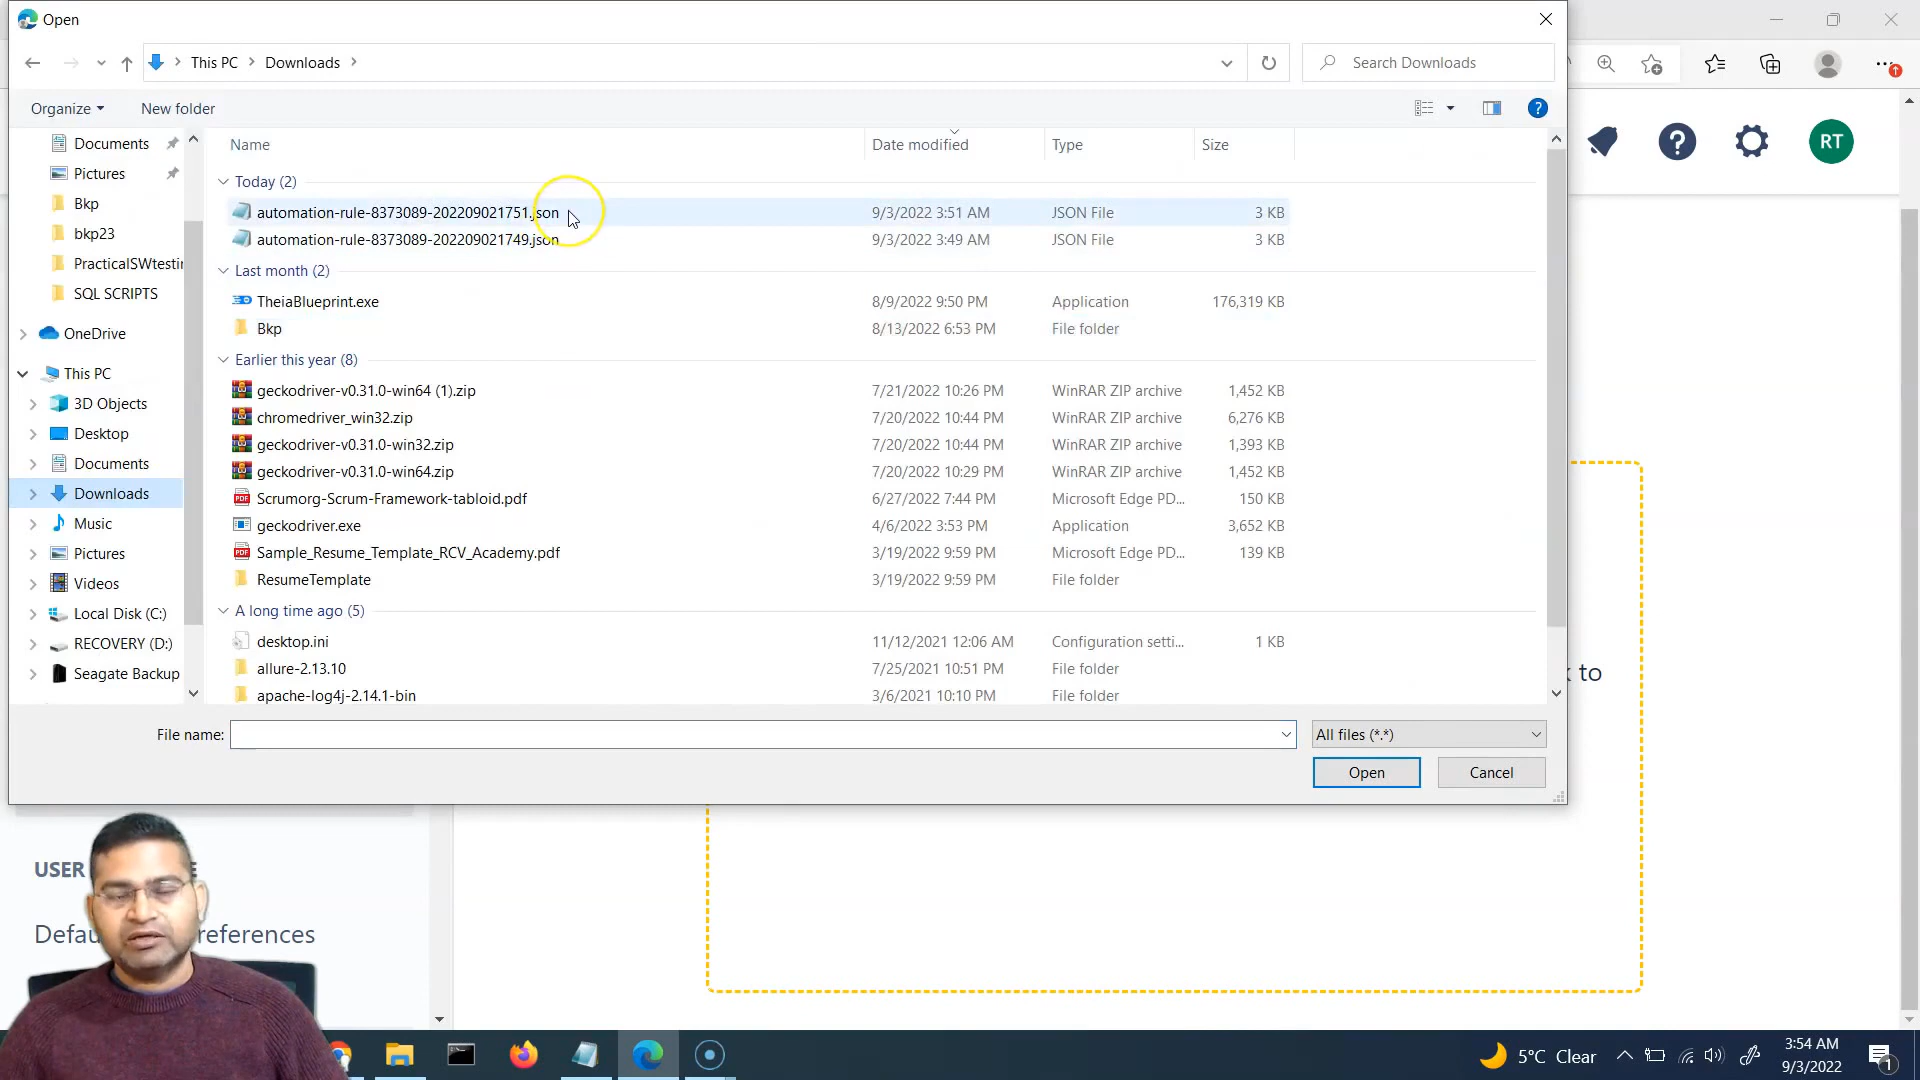 Open
This PC
Downloads
Search Downloads
Organize
New folder
Name
Date modified
Type
Size
Documents
Pictures
Bkp
bkp23
PracticalSWtesti
SQL SCRIPTS
OneDrive
This PC
3D Objects
Desktop
Documents
Downloads
Music
Pictures
Videos
Local Disk (C:)
RECOVERY (D:)
Seagate Backup
Today (2)
automation-rule-8373089-202209021751.json 9/3/2022 3:51 AM JSON File 3 KB
automation-rule-8373089-202209021749.json 9/3/2022 3:49 AM JSON File 3 KB
Last month (2)
TheiaBlueprint.exe 8/9/2022 9:50 PM Application 176,319 KB
Bkp 8/13/2022 6:53 PM File folder
Earlier this year (8)
geckodriver-v0.31.0-win64 (1).zip 7/21/2022 10:26 PM WinRAR ZIP archive 1,452 KB
chromedriver_win32.zip 7/20/2022 10:44 PM WinRAR ZIP archive 6,276 KB
geckodriver-v0.31.0-win32.zip 7/20/2022 10:44 PM WinRAR ZIP archive 1,393 KB
geckodriver-v0.31.0-win64.zip 7/20/2022 10:29 PM WinRAR ZIP archive 1,452 KB
Scrumorg-Scrum-Framework-tabloid.pdf 6/27/2022 7:44 PM Microsoft Edge PD... 150 KB
geckodriver.exe 4/6/2022 3:53 PM Application 3,652 KB
Sample_Resume_Template_RCV_Academy.pdf 3/19/2022 9:59 PM Microsoft Edge PD... 139 KB
ResumeTemplate 3/19/2022 9:59 PM File folder
A long time ago (5)
desktop.ini 11/12/2021 12:06 AM Configuration setti... 1 KB
allure-2.13.10 7/25/2021 10:51 PM File folder
apache-log4j-2.14.1-bin 3/6/2021 10:10 PM File folder
File name:
All files (*.*)
Open
Cancel
RT
to
USER
Defau references
5°C Clear
3:54 AM
9/3/2022
1